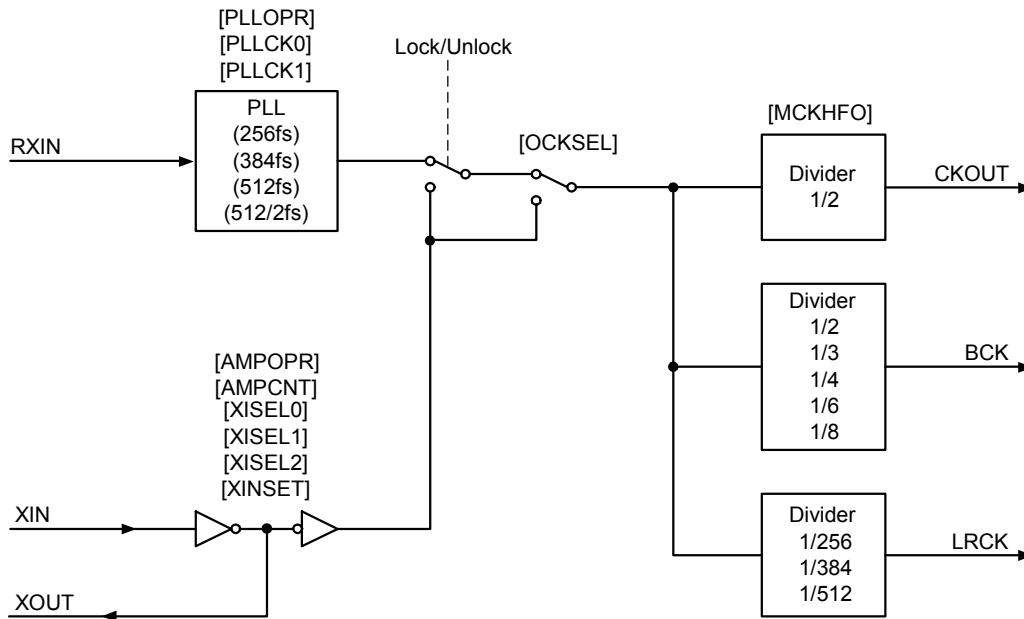 [PLLOPR]
[PLLCK0]
[PLLCK1]
Lock/Unlock
RXIN
PLL
(256fs)
(384fs)
(512fs)
(512/2fs)
[OCKSEL]
[MCKHFO]
Divider
1/2
CKOUT
Divider
1/2
1/3
1/4
1/6
1/8
BCK
[AMPOPR]
[AMPCNT]
[XISEL0]
[XISEL1]
[XISEL2]
[XINSET]
XIN
XOUT
Divider
1/256
1/384
1/512
LRCK